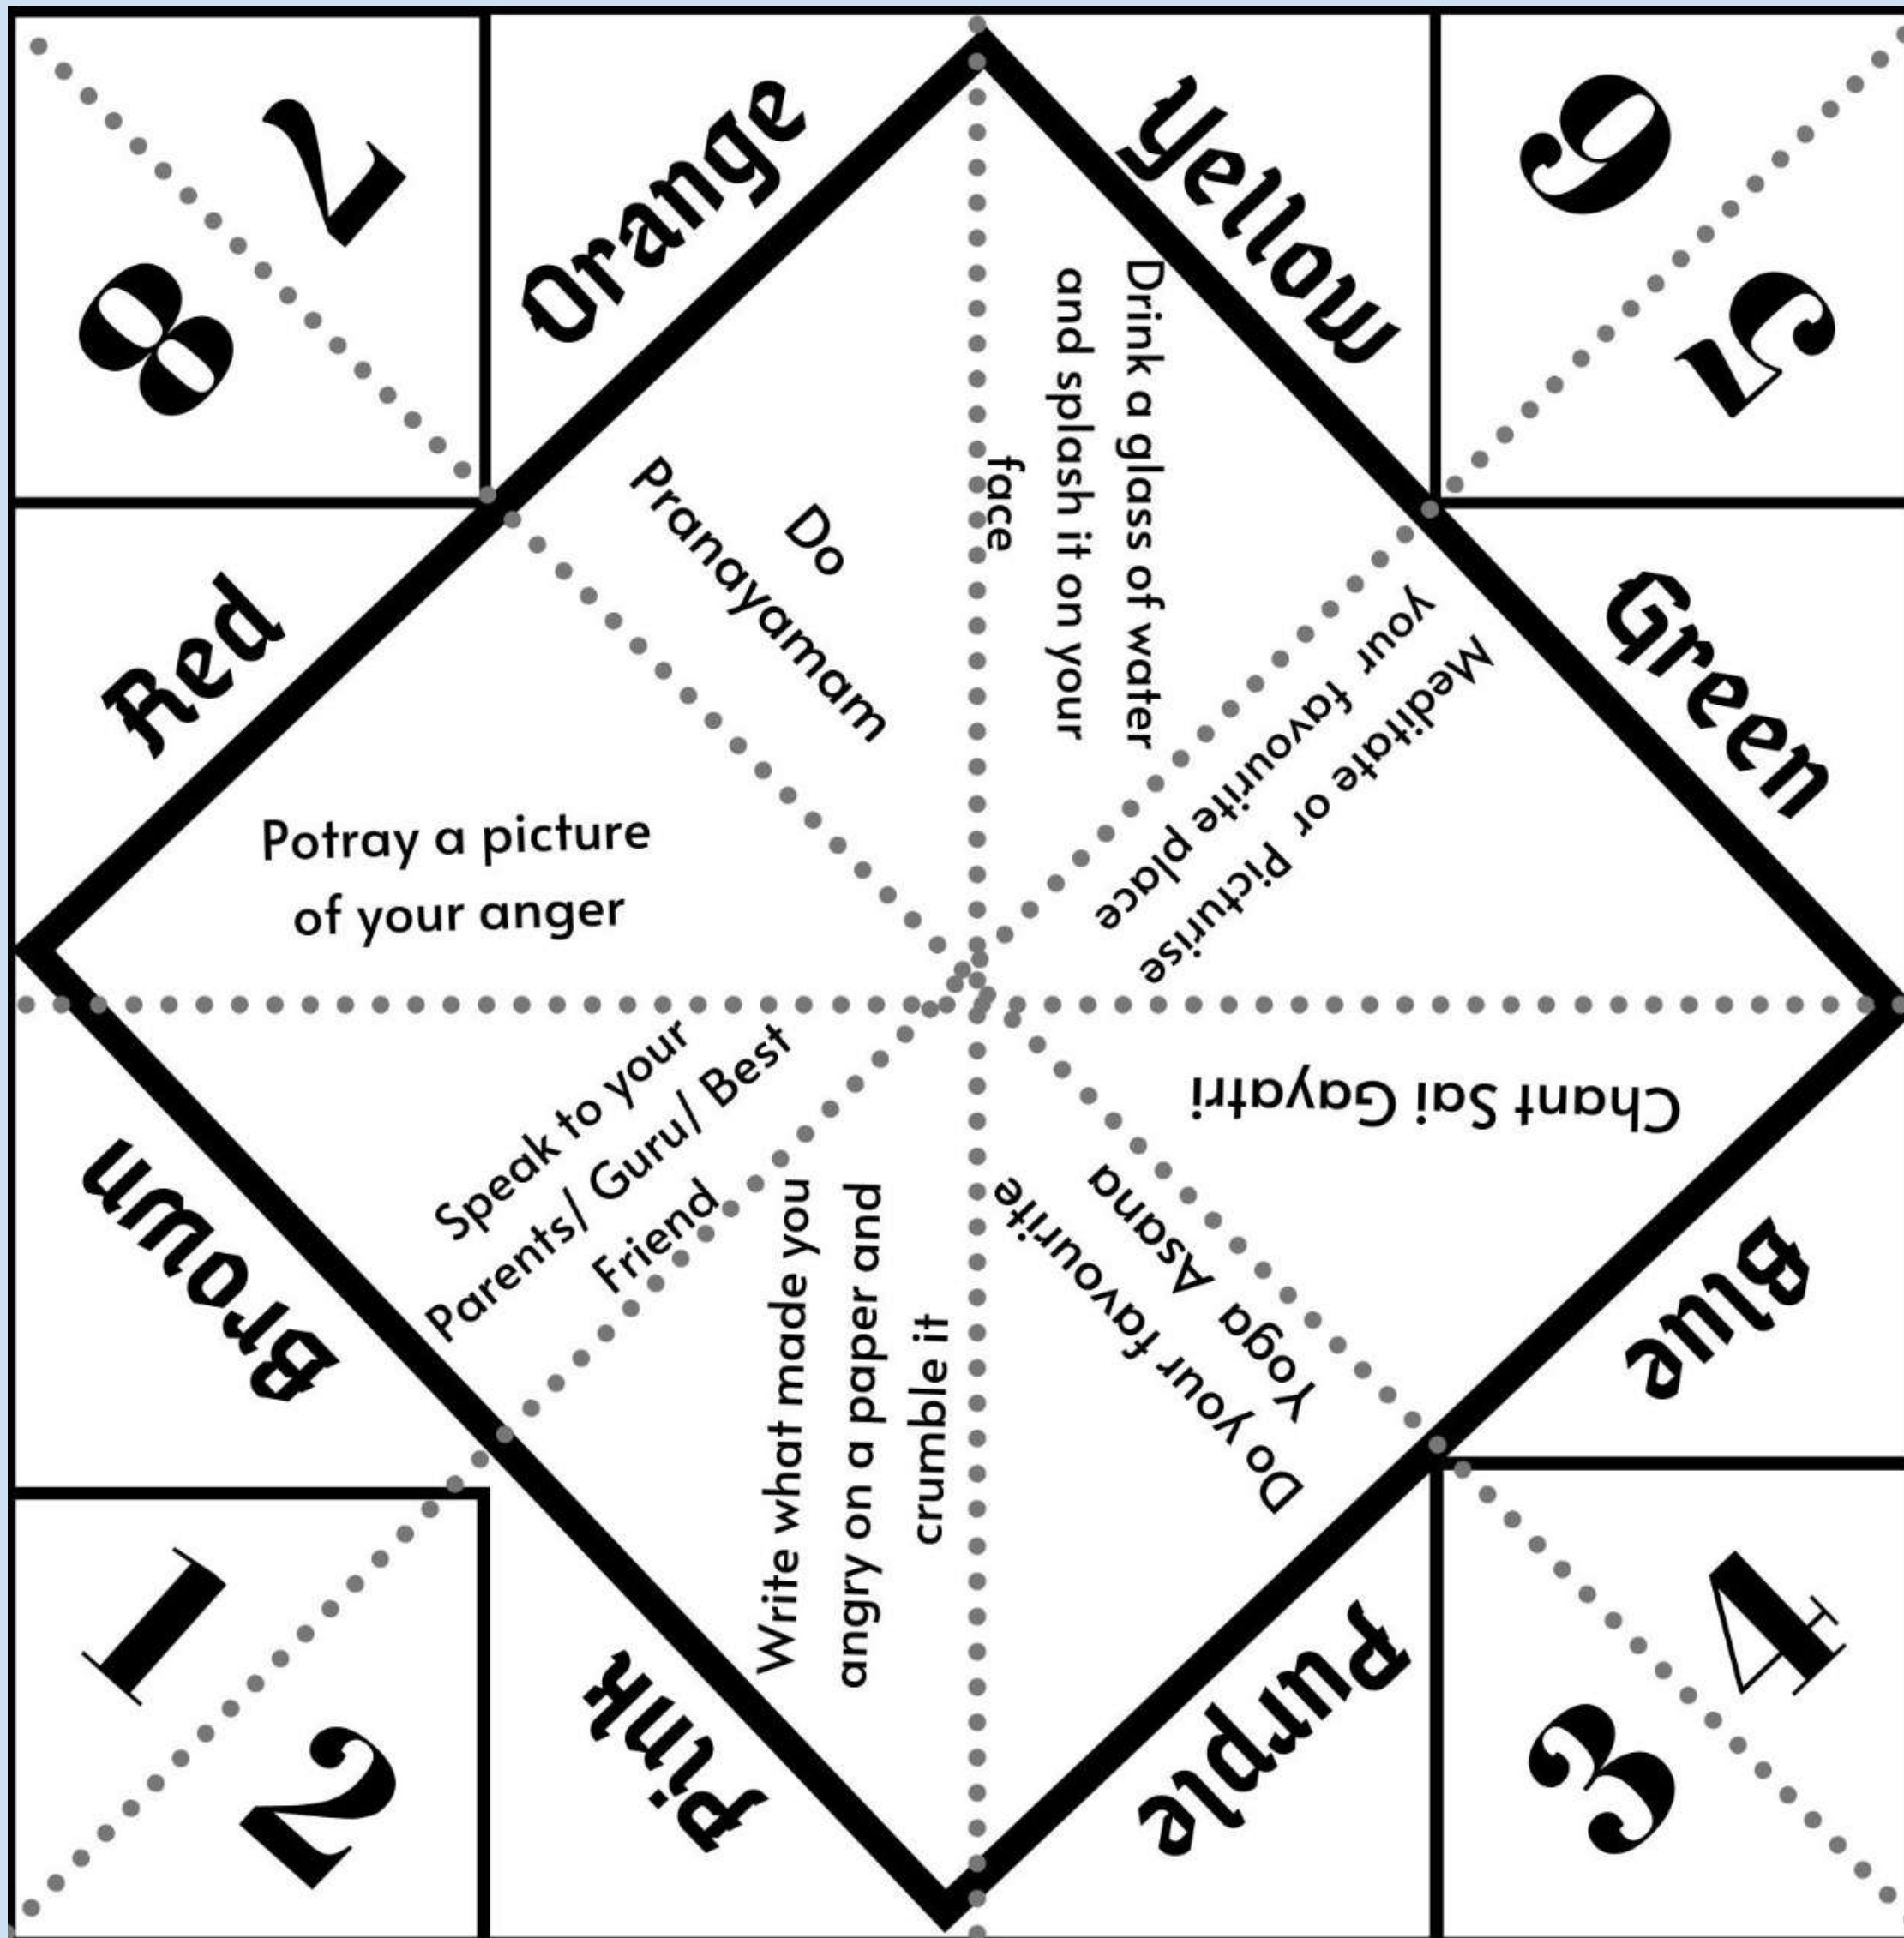 7
8
Orange
Yellow
6
5
Red
Do
Pranayamam
Drink a glass of water
and splash it on your
face
Meditate or Picturise
your favourite place
Green
Potray a picture
of your anger
Speak to your
Parents/ Guru/ Best
Friend
Chant Sai Gayatri
Brown
Write what made you
angry on a paper and
crumble it
Do your favourite
Yoga Asana
Blue
1
2
Pink
Purple
4
3